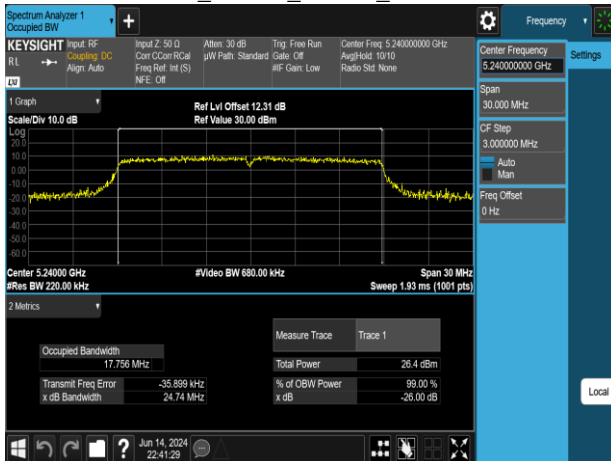 Spectrum Analyzer 1
Occupied BW
Frequency
KEYSIGHT
RL
LXI
Input: RF
Coupling: DC
Align: Auto
Input Z: 50 Ω
Corr CCorr RCal
Freq Ref: Int (S)
NFE: Off
Atten: 30 dB
µW Path: Standard
Trig: Free Run
Gate: Off
#IF Gain: Low
Center Freq: 5.240000000 GHz
Avg|Hold: 10/10
Radio Std: None
Center Frequency
5.240000000 GHz
Settings
Span
30.000 MHz
CF Step
3.000000 MHz
Auto
Man
Freq Offset
0 Hz
Local
1 Graph
Scale/Div 10.0 dB
Ref Lvl Offset 12.31 dB
Ref Value 30.00 dBm
Log
20.0
10.0
0.00
-10.0
-20.0
-30.0
-40.0
-50.0
-60.0
Center 5.24000 GHz
#Video BW 680.00 kHz
Span 30 MHz
#Res BW 220.00 kHz
Sweep 1.93 ms (1001 pts)
2 Metrics
Measure Trace Trace 1
Occupied Bandwidth
17.756 MHz
Total Power 26.4 dBm
Transmit Freq Error -35.899 kHz
% of OBW Power 99.00 %
x dB Bandwidth 24.74 MHz
x dB -26.00 dB
?
Jun 14, 2024
22:41:29